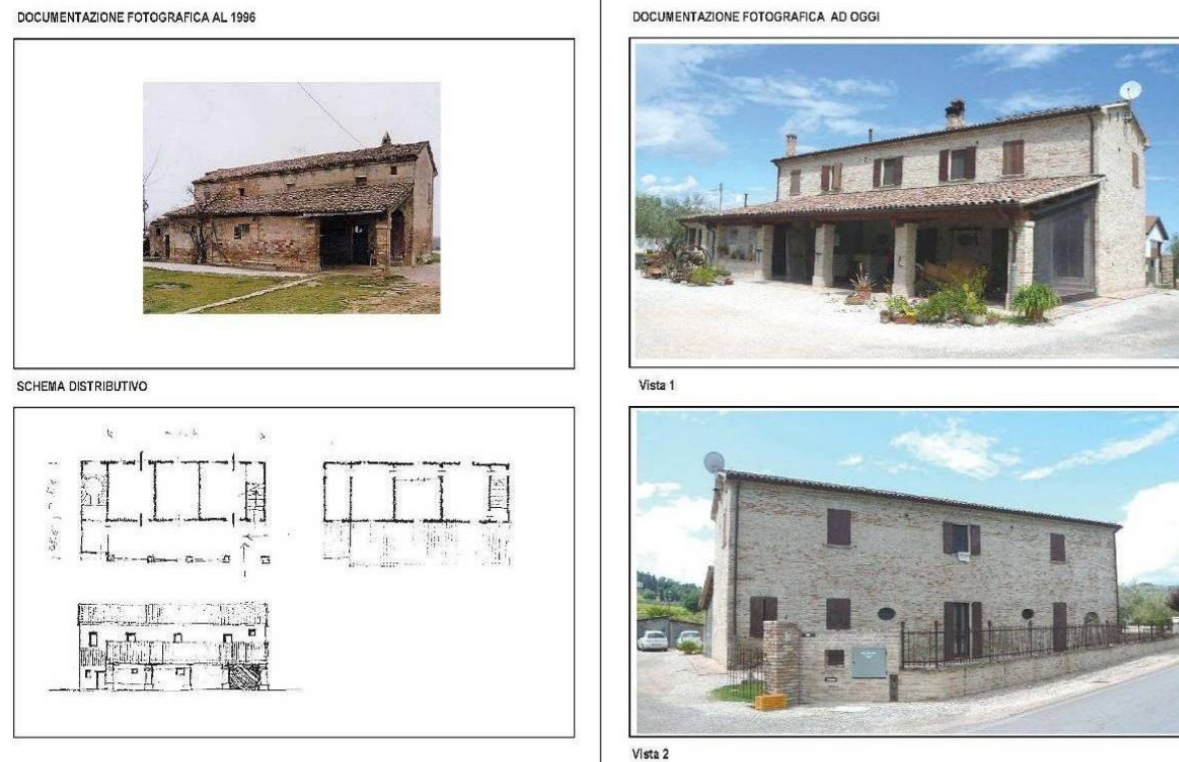 DOCUMENTAZIONE FOTOGRAFICA AL 1996
SCHEMA DISTRIBUTIVO
DOCUMENTAZIONE FOTOGRAFICA AD OGGI
Vista 1
Vista 2